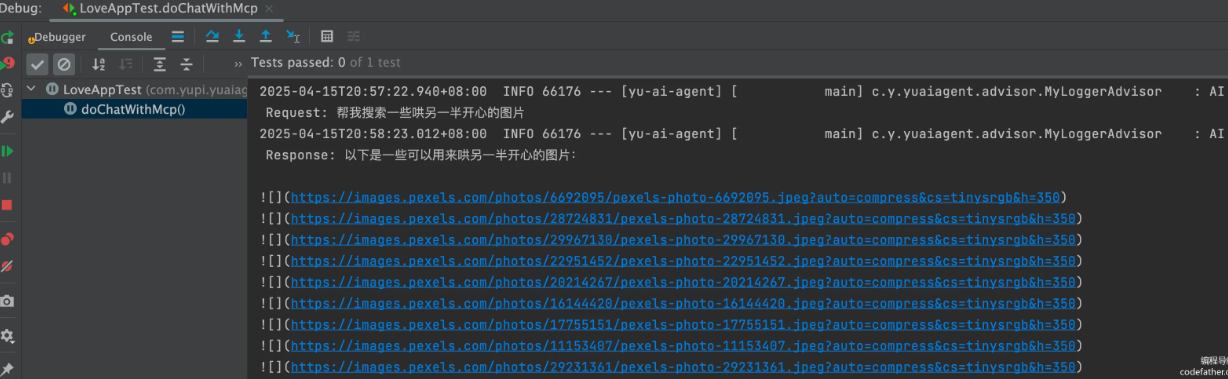 Debug: LoveAppTest.doChatWithMcp ×
Debugger Console
Tests passed: 0 of 1 test
LoveAppTest (com.yupi.yuaiag
doChatWithMcp()
2025-04-15T20:57:22.940+08:00 INFO 66176 --- [yu-ai-agent] [ main] c.y.yuaiagent.advisor.MyLoggerAdvisor : AI
Request: 帮我搜索一些哄另一半开心的图片
2025-04-15T20:58:23.012+08:00 INFO 66176 --- [yu-ai-agent] [ main] c.y.yuaiagent.advisor.MyLoggerAdvisor : AI
Response: 以下是一些可以用来哄另一半开心的图片：
![](https://images.pexels.com/photos/6692095/pexels-photo-6692095.jpeg?auto=compress&cs=tinysrgb&h=350)
![](https://images.pexels.com/photos/28724831/pexels-photo-28724831.jpeg?auto=compress&cs=tinysrgb&h=350)
![](https://images.pexels.com/photos/29967130/pexels-photo-29967130.jpeg?auto=compress&cs=tinysrgb&h=350)
![](https://images.pexels.com/photos/22951452/pexels-photo-22951452.jpeg?auto=compress&cs=tinysrgb&h=350)
![](https://images.pexels.com/photos/20214267/pexels-photo-20214267.jpeg?auto=compress&cs=tinysrgb&h=350)
![](https://images.pexels.com/photos/16144420/pexels-photo-16144420.jpeg?auto=compress&cs=tinysrgb&h=350)
![](https://images.pexels.com/photos/17755151/pexels-photo-17755151.jpeg?auto=compress&cs=tinysrgb&h=350)
![](https://images.pexels.com/photos/11153407/pexels-photo-11153407.jpeg?auto=compress&cs=tinysrgb&h=350)
![](https://images.pexels.com/photos/29231361/pexels-photo-29231361.jpeg?auto=compress&cs=tinysrgb&h=350)
编程导
codefather.